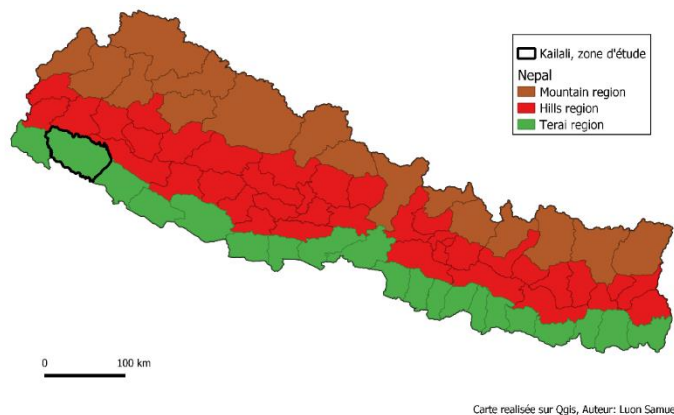 Kailali, zone d'étude
Nepal
Mountain region
Hills region
Terai region
0 100 km
Carte realisée sur Qgis, Auteur: Luon Samue